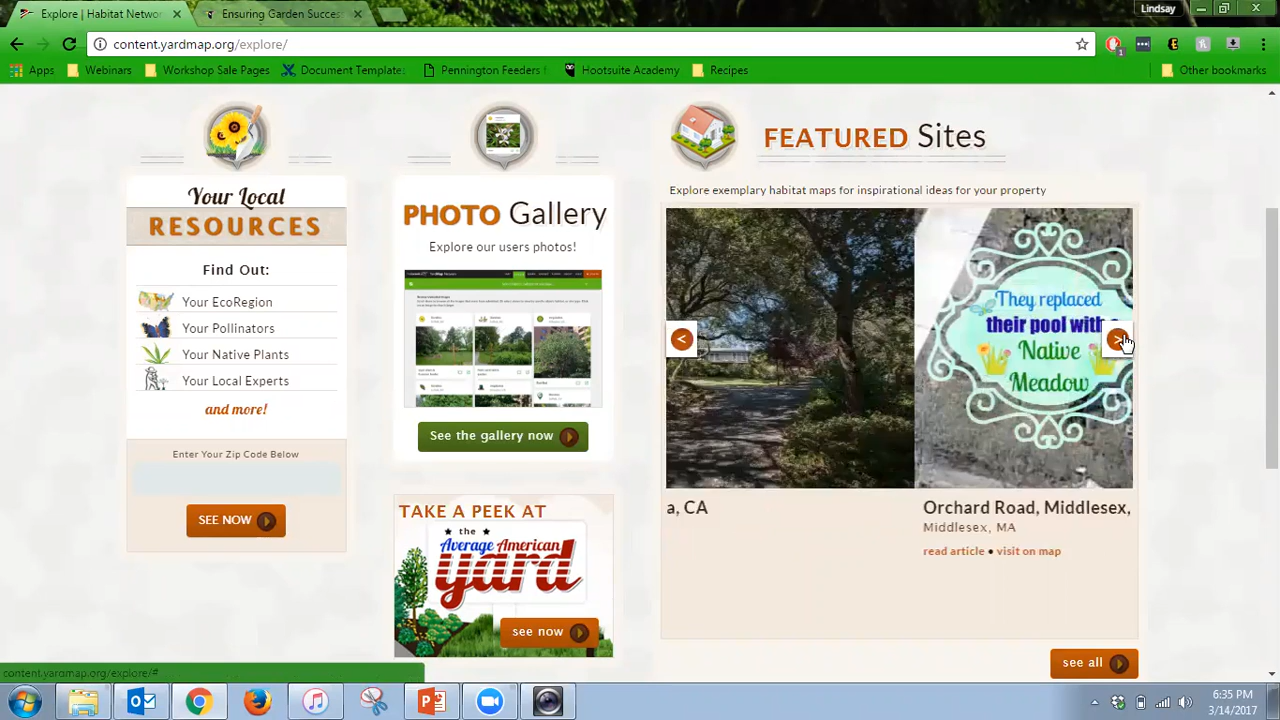 Explore | Habitat Networ
Ensuring Garden Success
Lindsay
content.yardmap.org/explore/
Apps
Webinars
Workshop Sale Pages
Document Template
Pennington Feeders
Hootsuite Academy
Recipes
Other bookmarks
Your Local
RESOURCES
Find Out:
Your EcoRegion
Your Pollinators
Your Native Plants
Your Local Experts
and more!
Enter Your Zip Code Below
SEE NOW
PHOTO Gallery
Explore our users photos!
See the gallery now
TAKE A PEEK AT
the
Average American
yard
see now
FEATURED Sites
Explore exemplary habitat maps for inspirational ideas for your property
<
>
They replaced
their pool with
Native
Meadow
a, CA
Orchard Road, Middlesex,
Middlesex, MA
read article • visit on map
see all
content.yardmap.org/explore/#
6:35 PM
3/14/2017